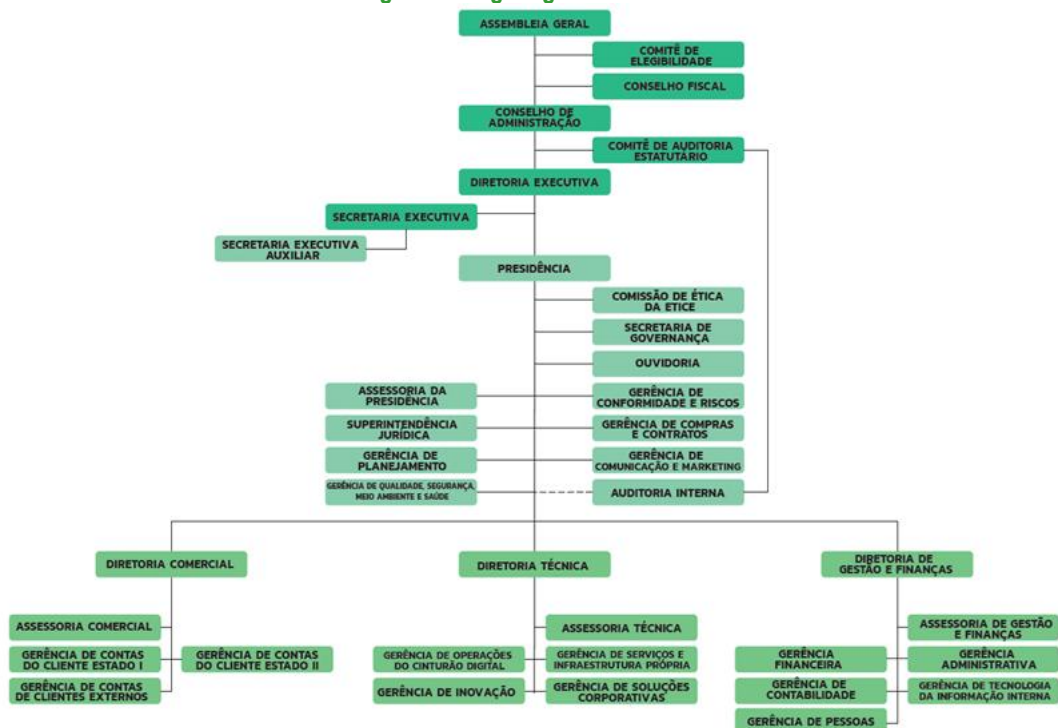 ASSEMBLEIA GERAL
COMITÊ DE
ELEGIBILIDADE
CONSELHO FISCAL
CONSELHO DE
ADMINISTRAÇÃO
COMITÊ DE AUDITORIA
ESTATUTÁRIO
DIRETORIA EXECUTIVA
SECRETARIA EXECUTIVA
SECRETARIA EXECUTIVA
AUXILIAR
PRESIDÊNCIA
COMISSÃO DE ÉTICA
DA ETICE
SECRETARIA DE
GOVERNANÇA
OUVIDORIA
ASSESSORIA DA
PRESIDÊNCIA
GERÊNCIA DE
CONFORMIDADE E RISCOS
SUPERINTENDÊNCIA
JURÍDICA
GERÊNCIA DE COMPRAS
E CONTRATOS
GERÊNCIA DE
PLANEJAMENTO
GERÊNCIA DE
COMUNICAÇÃO E MARKETING
GERÊNCIA DE QUALIDADE, SEGURANÇA,
MEIO AMBIENTE E SAÚDE
AUDITORIA INTERNA
DIRETORIA COMERCIAL
DIRETORIA TÉCNICA
DIRETORIA DE
GESTÃO E FINANÇAS
ASSESSORIA COMERCIAL
GERÊNCIA DE CONTAS
DO CLIENTE ESTADO I
GERÊNCIA DE CONTAS
DO CLIENTE ESTADO II
GERÊNCIA DE CONTAS
DE CLIENTES EXTERNOS
ASSESSORIA TÉCNICA
GERÊNCIA DE OPERAÇÕES
DO CINTURÃO DIGITAL
GERÊNCIA DE SERVIÇOS E
INFRAESTRUTURA PRÓPRIA
GERÊNCIA DE INOVAÇÃO
GERÊNCIA DE SOLUÇÕES
CORPORATIVAS
ASSESSORIA DE GESTÃO
E FINANÇAS
GERÊNCIA
FINANCEIRA
GERÊNCIA
ADMINISTRATIVA
GERÊNCIA DE
CONTABILIDADE
GERÊNCIA DE TECNOLOGIA
DA INFORMAÇÃO INTERNA
GERÊNCIA DE PESSOAS